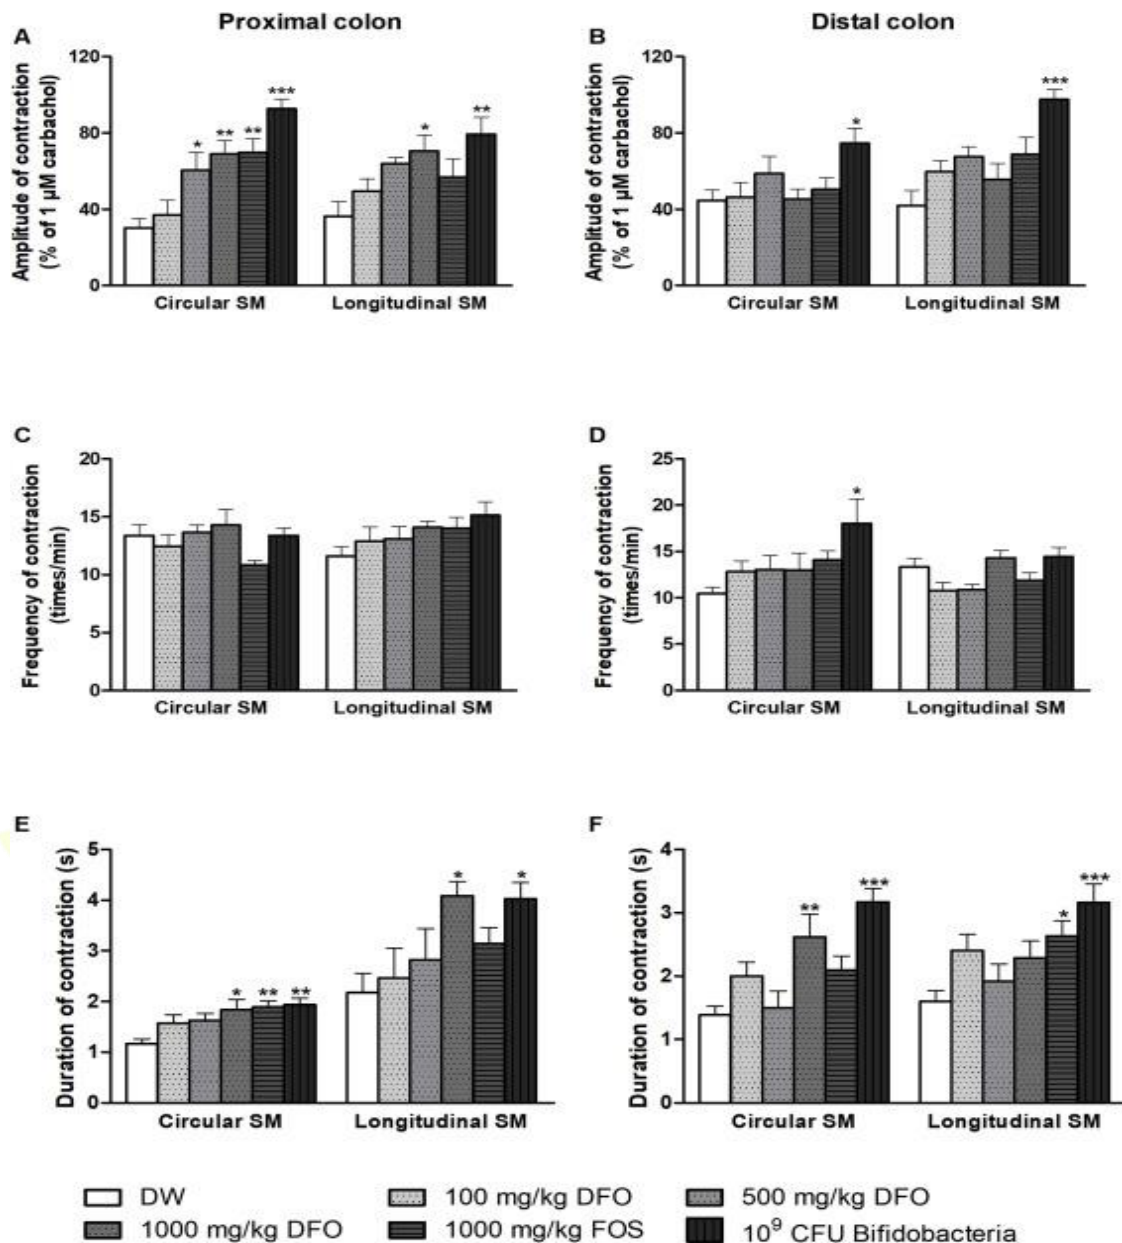 Proximal colon
Distal colon
A
Amplitude of contraction
(% of 1 µM carbachol)
120
80
40
0
*
**
**
***
*
**
Circular SM
Longitudinal SM
B
Amplitude of contraction
(% of 1 µM carbachol)
120
80
40
0
*
***
Circular SM
Longitudinal SM
C
Frequency of contraction
(times/min)
20
15
10
5
0
Circular SM
Longitudinal SM
D
Frequency of contraction
(times/min)
25
20
15
10
5
0
*
Circular SM
Longitudinal SM
E
Duration of contraction (s)
5
4
3
2
1
0
*
**
**
*
*
Circular SM
Longitudinal SM
F
Duration of contraction (s)
4
3
2
1
0
**
***
*
***
Circular SM
Longitudinal SM
DW
100 mg/kg DFO
500 mg/kg DFO
1000 mg/kg DFO
1000 mg/kg FOS
10⁹ CFU Bifidobacteria